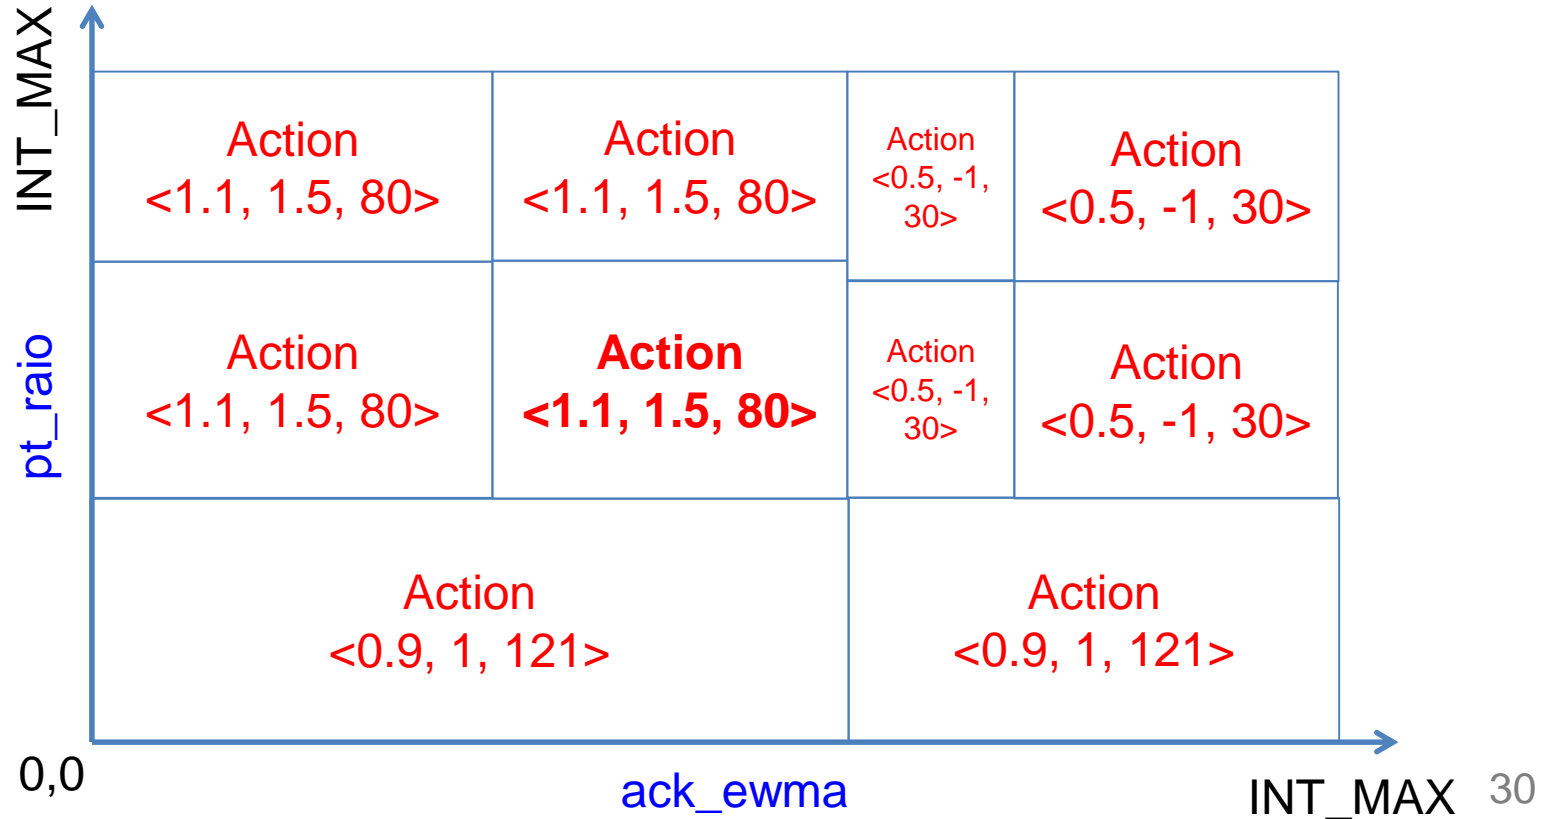 INT_MAX
Action
<1.1, 1.5, 80>
Action
<1.1, 1.5, 80>
Action
<0.5, -1,
30>
Action
<0.5, -1, 30>
pt_raio
Action
<1.1, 1.5, 80>
Action
<1.1, 1.5, 80>
Action
<0.5, -1,
30>
Action
<0.5, -1, 30>
Action
<0.9, 1, 121>
Action
<0.9, 1, 121>
0,0
ack_ewma
INT_MAX
30